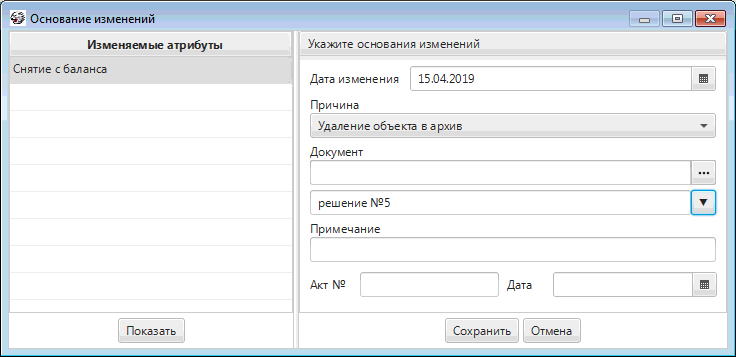 Основание изменений
Изменяемые атрибуты
Снятие с баланса
Показать
Укажите основания изменений
Дата изменения 15.04.2019
Причина
Удаление объекта в архив
Документ
...
решение №5
Примечание
Акт № Дата
Сохранить Отмена